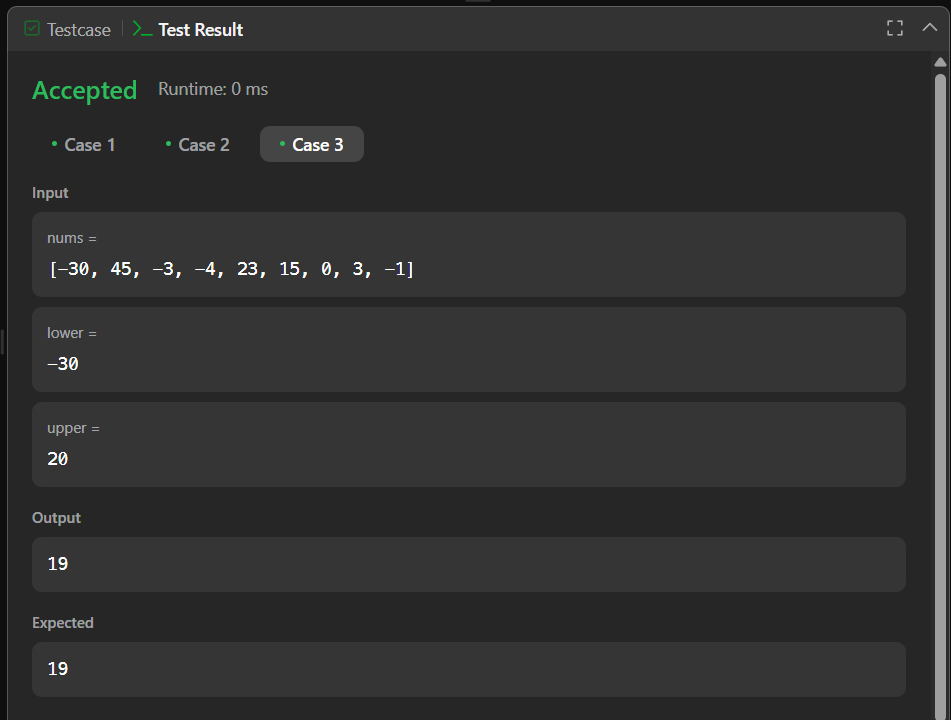 Testcase Test Result
Accepted Runtime: 0 ms
Case 1 Case 2 Case 3
Input
nums =
[−30, 45, −3, −4, 23, 15, 0, 3, −1]
lower =
−30
upper =
20
Output
19
Expected
19